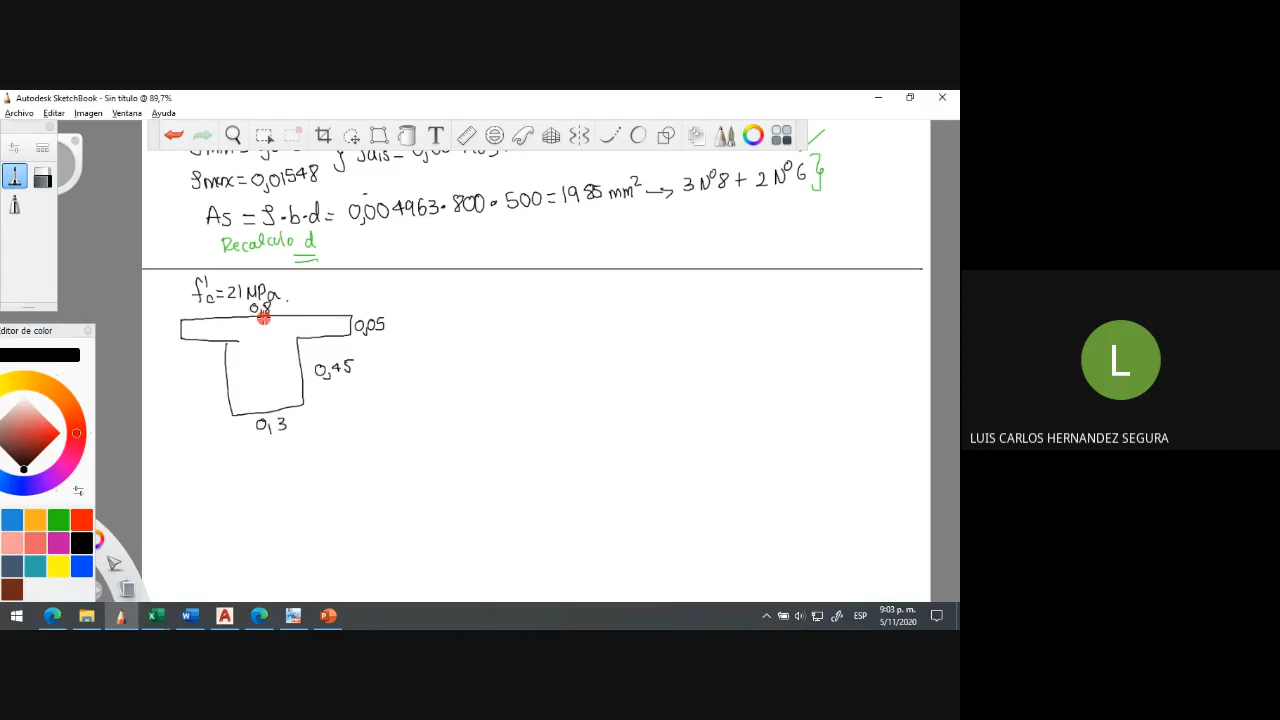 Autodesk SketchBook - Sin título @ 89,7%
Archivo Editar Imagen Ventana Ayuda
T
ρmax = 0,01548
As = ρ·b·d = 0,004963·800·500 = 1985 mm² → 3 Nº8 + 2 Nº6
Recalculo d
f'c = 21 MPa.
0,8
0,05
0,45
0,3
Editor de color
L
LUIS CARLOS HERNANDEZ SEGURA
ESP
9:03 p. m.
5/11/2020